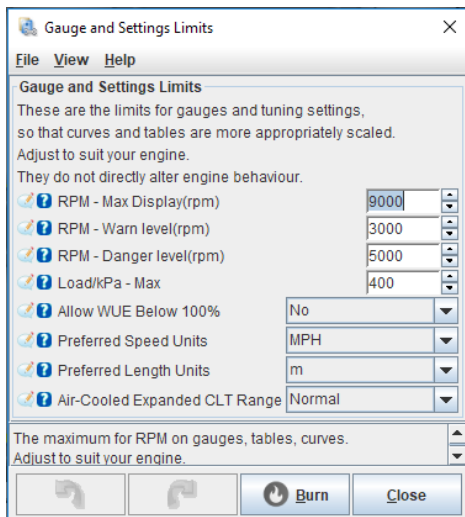 Gauge and Settings Limits
File View Help
Gauge and Settings Limits
These are the limits for gauges and tuning settings,
so that curves and tables are more appropriately scaled.
Adjust to suit your engine.
They do not directly alter engine behaviour.
RPM - Max Display(rpm) 9000
RPM - Warn level(rpm) 3000
RPM - Danger level(rpm) 5000
Load/kPa - Max 400
Allow WUE Below 100% No
Preferred Speed Units MPH
Preferred Length Units m
Air-Cooled Expanded CLT Range Normal
The maximum for RPM on gauges, tables, curves.
Adjust to suit your engine.
Burn Close